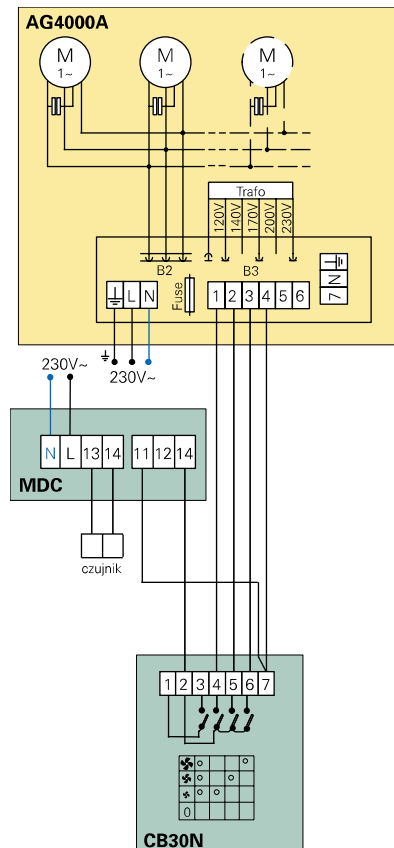 AG4000A
M M M
1~ 1~ 1~
Trafo
120V 140V 170V 200V 230V
B2 B3
L N Fuse 1 2 3 4 5 6 7 N
230V~ 230V~
N L 13 14 11 12 14
MDC
czujnik
1 2 3 4 5 6 7
0
CB30N